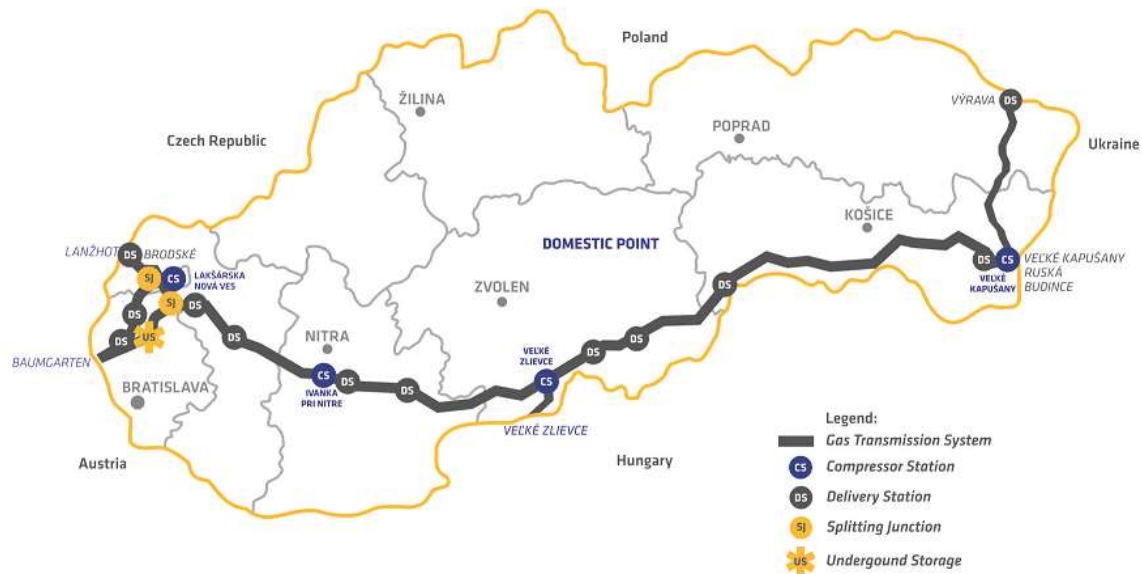 Poland
ŽILINA
VÝRAVA
DS
POPRAD
Czech Republic
Ukraine
KOŠICE
DOMESTIC POINT
LANŽHOT
DS
BRODSKÉ
SJ
CS
LAKŠÁRSKA
NOVÁ VES
DS
CS
VEĽKÉ
KAPUŠANY
VEĽKÉ KAPUŠANY
RUSKÁ
BUDINCE
DS
ZVOLEN
SJ
DS
DS
DS
US
DS
NITRA
DS
DS
VEĽKÉ
ZLIEVCE
CS
BAUMGARTEN
BRATISLAVA
CS
IVANKA
PRI NITRE
DS
DS
VEĽKÉ ZLIEVCE
Austria
Hungary
Legend:
Gas Transmission System
CS Compressor Station
DS Delivery Station
SJ Splitting Junction
US Undergound Storage